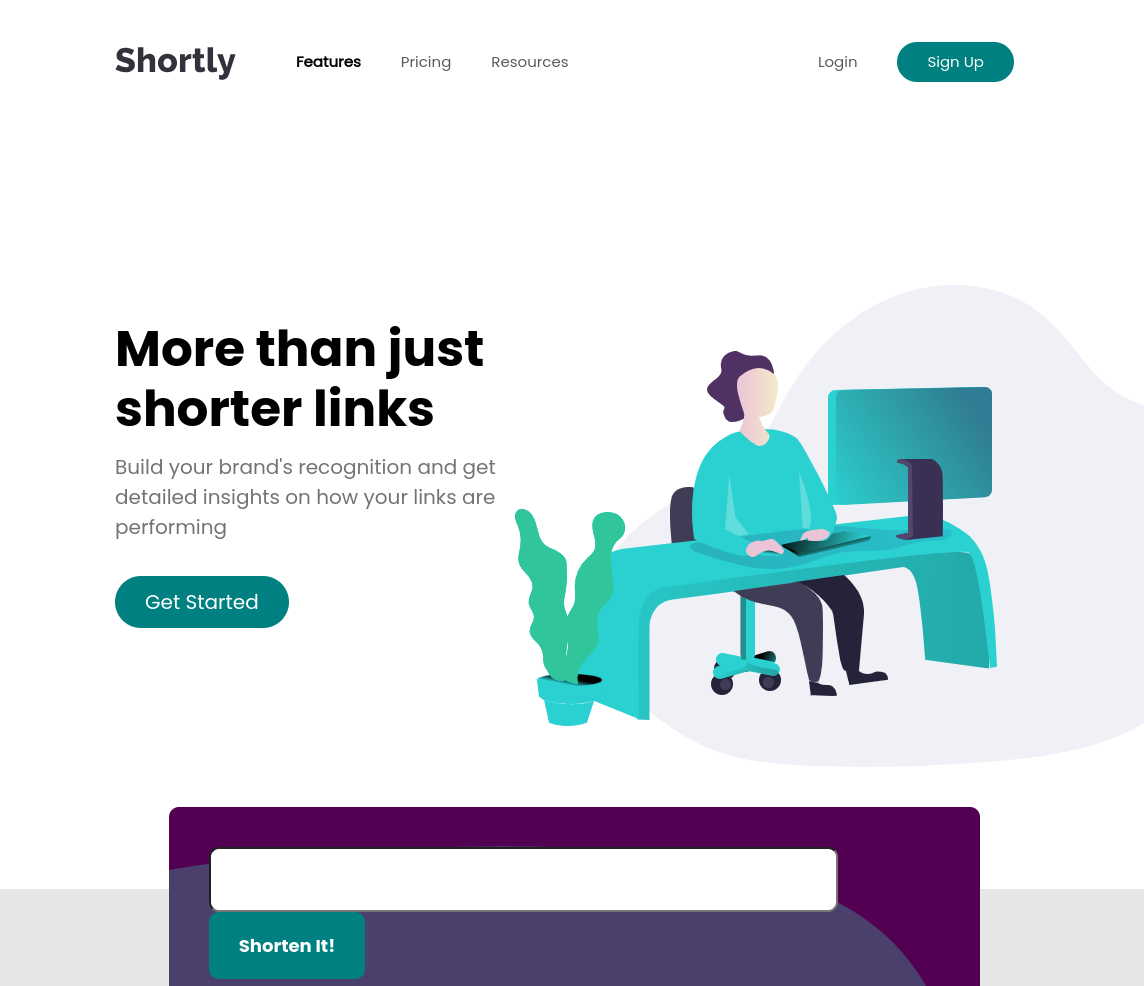 Shortly
Features
Pricing
Resources
Login
Sign Up
More than just
shorter links
Build your brand's recognition and get
detailed insights on how your links are
performing
Get Started
Shorten It!